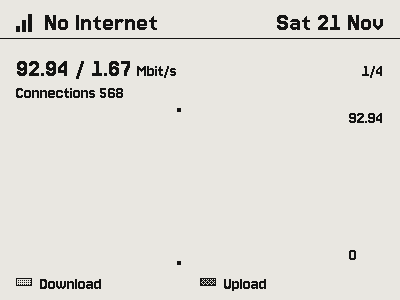 No Internet Sat 21 Nov
92.94 / 1.67 Mbit/s 1/4
Connections 568
92.94
0
Download Upload